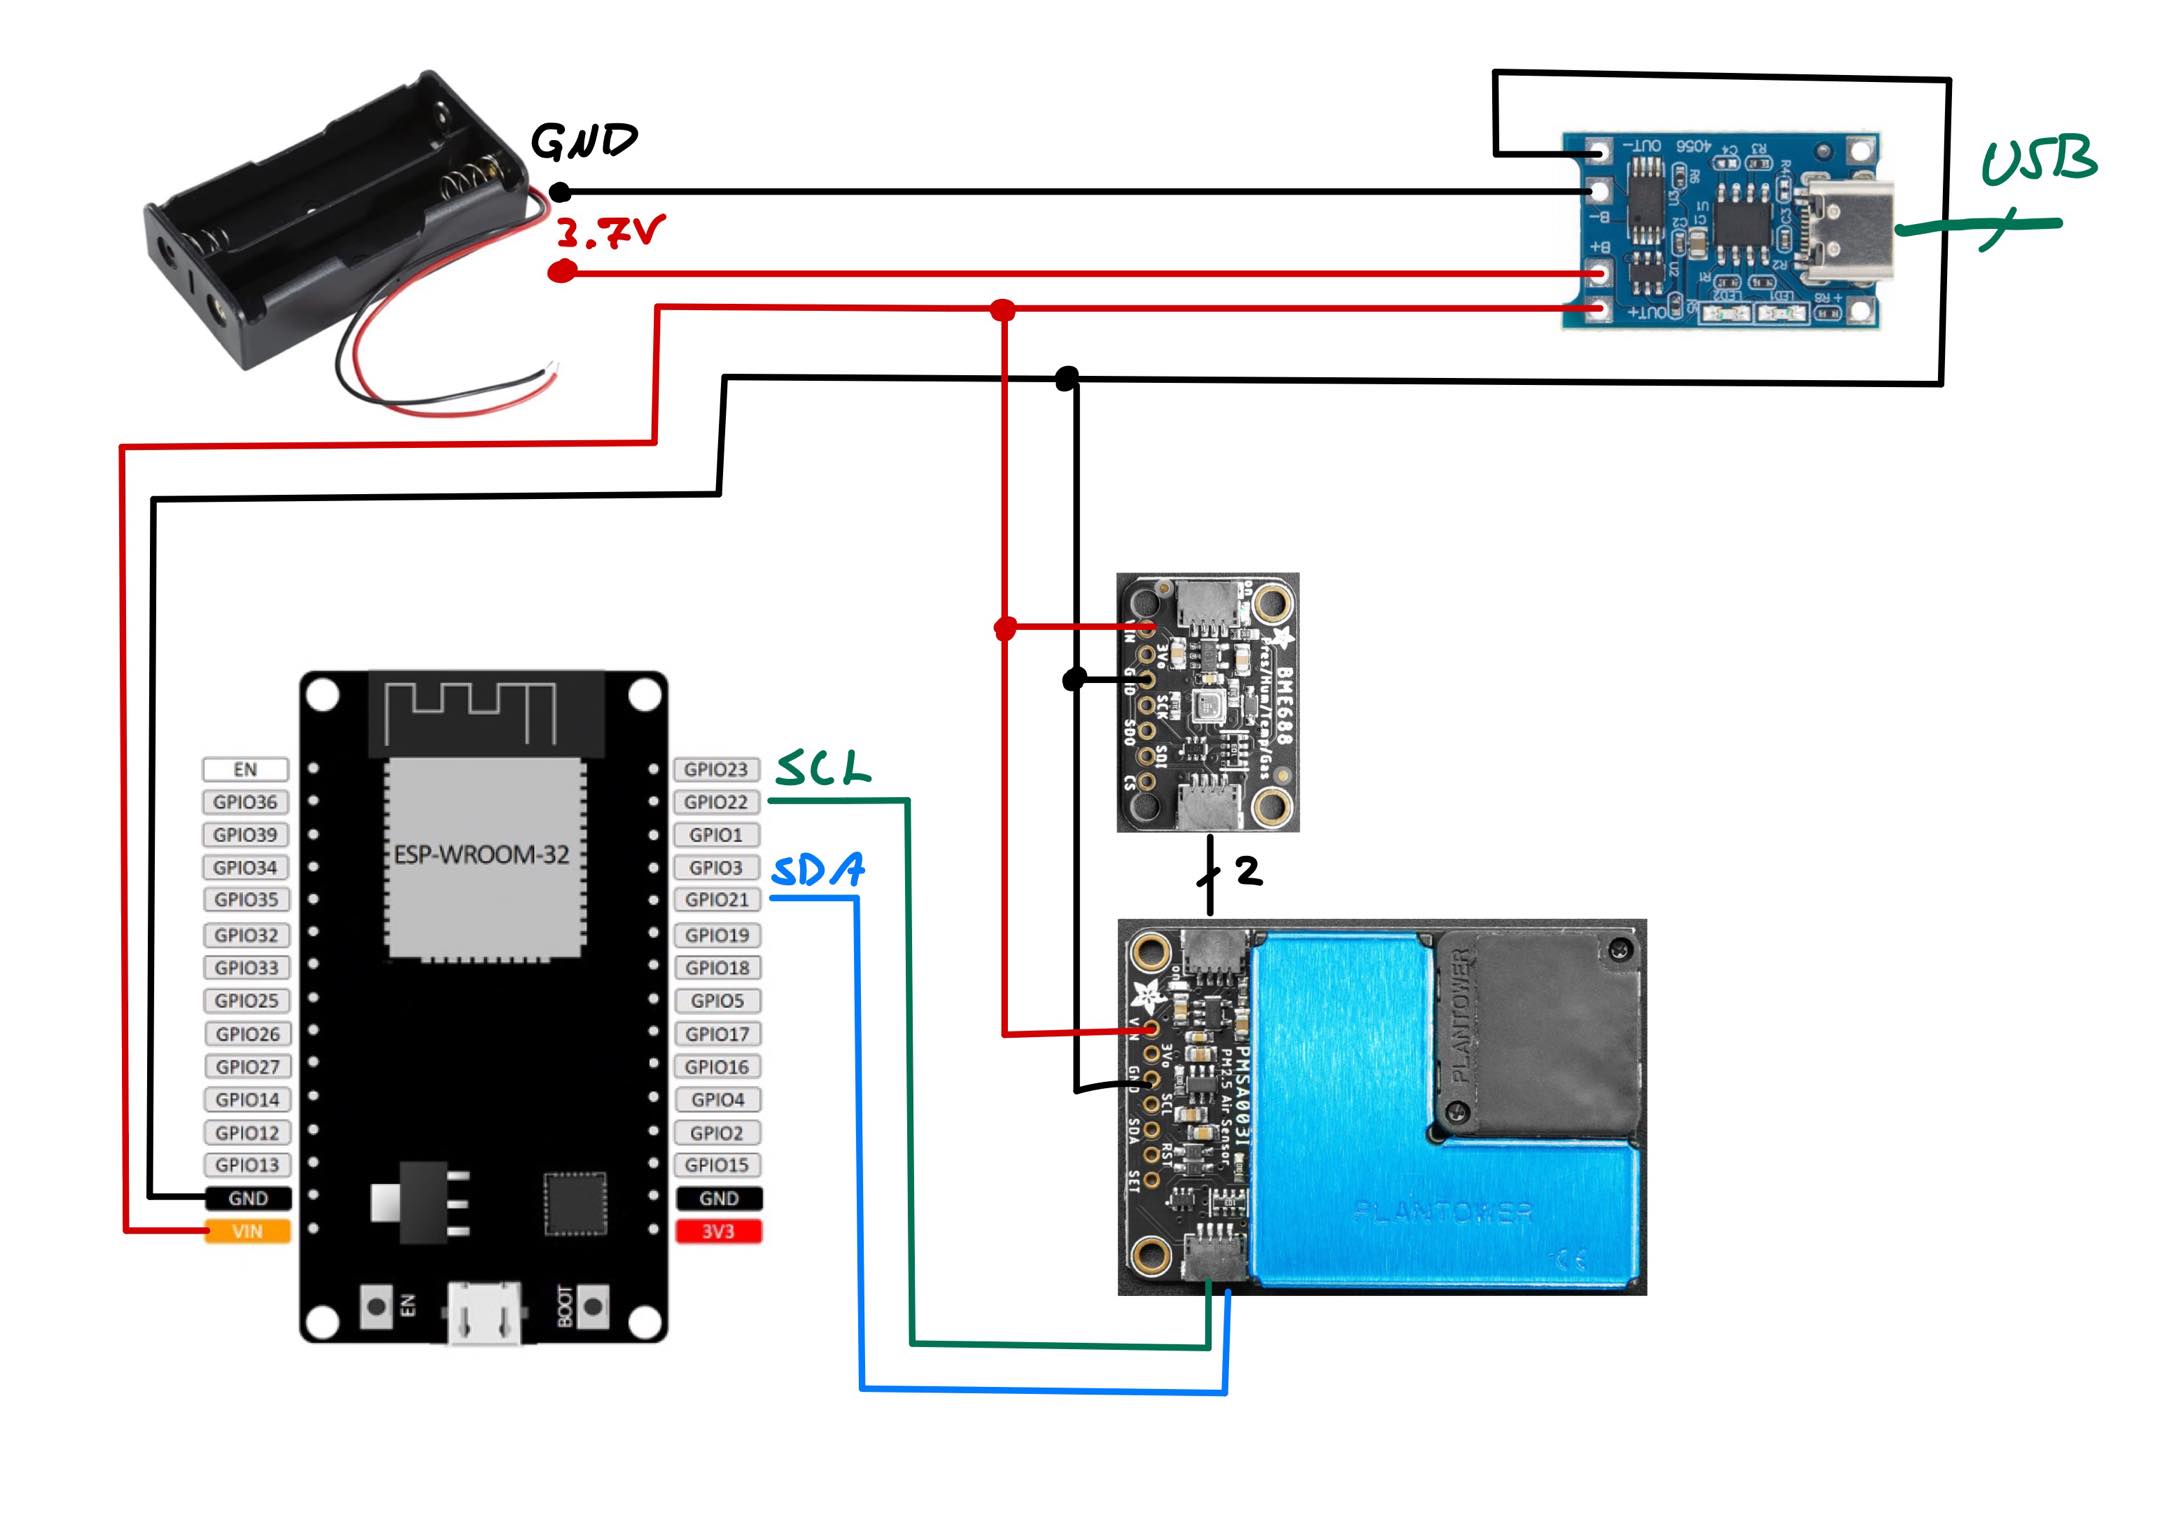 GND
3.7V
OUT-
4056
C4
R3
R6
R4
U3
B-
U1
C1
C3
B+
U2
R1
R2
OUT+
R5
LED2
LED1
R8
+
USB
on
VIN
3Vo
GND
SCK
SDO
SDI
CS
BME688
Pres/Hum/Temp/Gas
2
EN
GPIO36
GPIO39
GPIO34
GPIO35
GPIO32
GPIO33
GPIO25
GPIO26
GPIO27
GPIO14
GPIO12
GPIO13
GND
VIN
ESP-WROOM-32
EN
BOOT
GPIO23
GPIO22
GPIO1
GPIO3
GPIO21
GPIO19
GPIO18
GPIO5
GPIO17
GPIO16
GPIO4
GPIO2
GPIO15
GND
3V3
SCL
SDA
on
VIN
3Vo
GND
SCL
SDA
RST
SET
PMSA003I
PM2.5 Air Sensor
PLANTOWER
PLANTOWER
CE